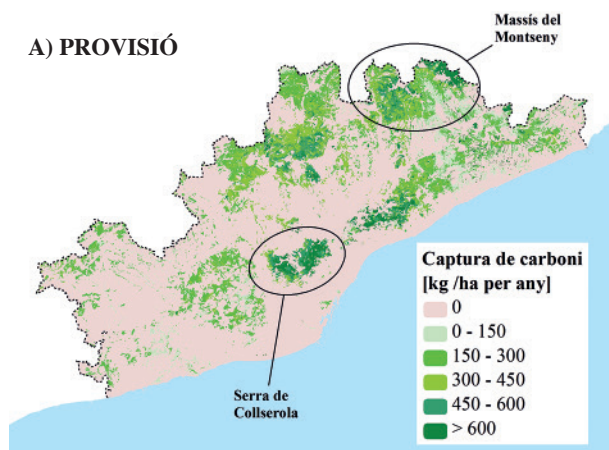 A) PROVISIÓ
Massís del
Montseny
Captura de carboni
[kg /ha per any]
0
0 - 150
150 - 300
300 - 450
450 - 600
> 600
Serra de
Collserola